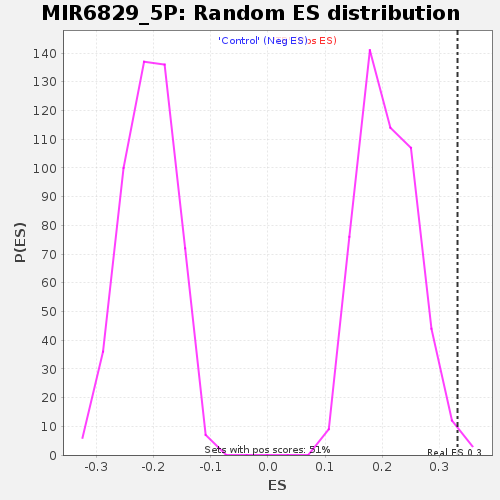 MIR6829_5P: Random ES distribution
'Control' (Neg ES) os ES)
140
130
120
110
100
90
80
70
60
50
40
30
20
10
0
P(ES)
Sets with pos scores: 51%
Real ES 0.3
-0.3 -0.2 -0.1 0.0 0.1 0.2 0.3
ES